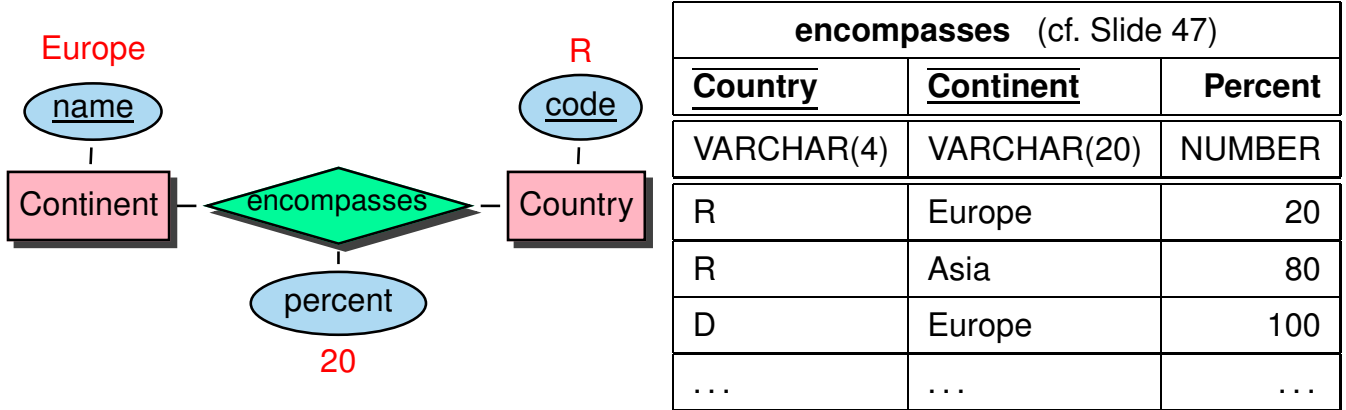 Europe
R
name
code
Continent
encompasses
Country
percent
20
encompasses (cf. Slide 47)
Country Continent Percent
VARCHAR(4) VARCHAR(20) NUMBER
R Europe 20
R Asia 80
D Europe 100
. . . . . . . . .